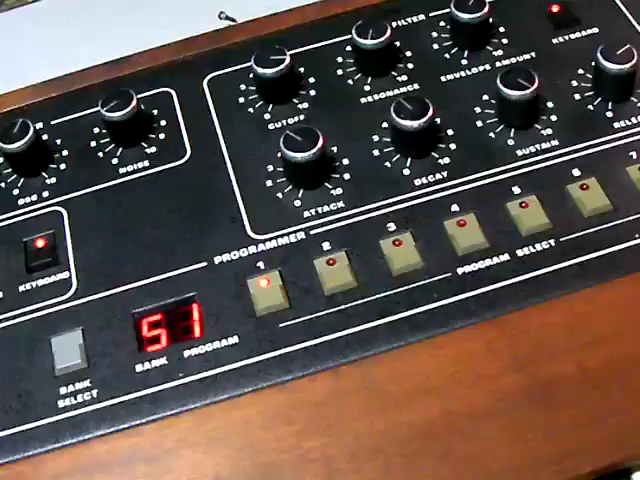 FILTER
CUTOFF
RESONANCE
ENVELOPE AMOUNT
KEYBOARD
NOISE
ATTACK
DECAY
SUSTAIN
KEYBOARD
PROGRAMMER
1 2 3 4 5 6 7
PROGRAM SELECT
51
BANK PROGRAM
BANK
SELECT